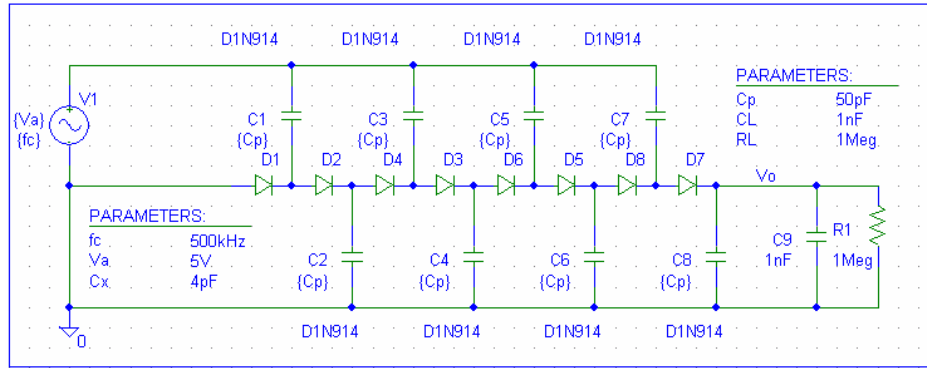 D1N914 D1N914 D1N914 D1N914
PARAMETERS:
Cp 50pF
CL 1nF
RL 1Meg
V1
{Va}
{fc}
C1
{Cp}
C3
{Cp}
C5
{Cp}
C7
{Cp}
D1 D2 D4 D3 D6 D5 D8 D7
Vo
PARAMETERS:
fc 500kHz
Va 5V
Cx 4pF
C2
{Cp}
C4
{Cp}
C6
{Cp}
C8
{Cp}
C9
1nF
R1
1Meg
0
D1N914 D1N914 D1N914 D1N914